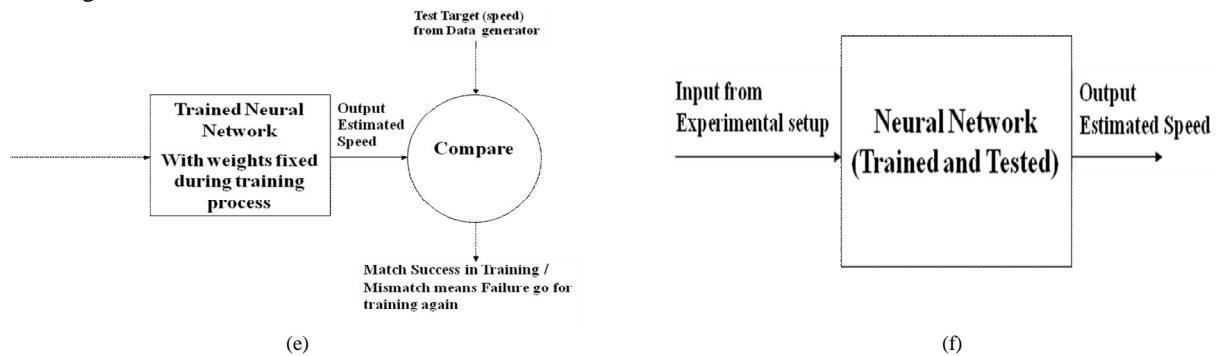 Test Target (speed)
from Data generator
Trained Neural
Network
With weights fixed
during training
process
Output
Estimated
Speed
Compare
Match Success in Training /
Mismatch means Failure go for
training again
(e)
Input from
Experimental setup
Neural Network
(Trained and Tested)
Output
Estimated Speed
(f)